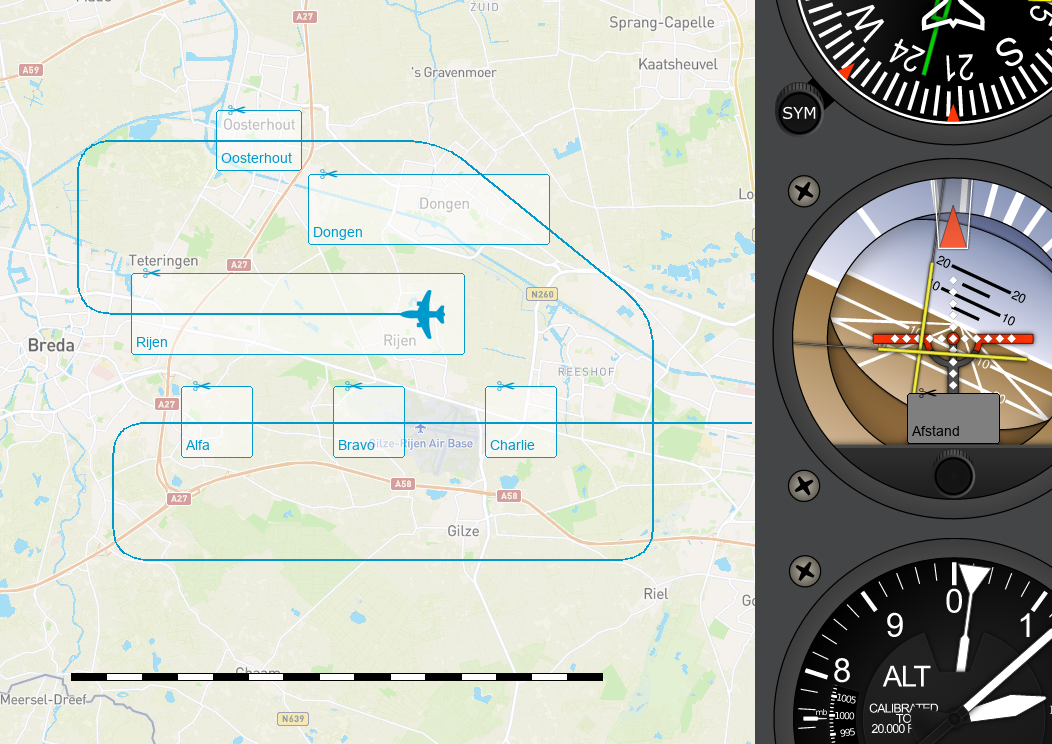 ZUID
A27
Sprang-Capelle
's Gravenmoer
Kaatsheuvel
A59
Oosterhout
Oosterhout
Dongen
Dongen
Teteringen
A27
N260
Rijen
Rijen
Breda
REESHOF
A27
Alfa
Bravo
Charlie
Gilze-Rijen Air Base
A58
A27
A58
Gilze
Riel
Meersel-Dreef
N639
W
24
21
S
15
SYM
20
20
10
10
10
Afstand
0
1
9
8
ALT
CALIBRATED
TO
20.000 F
mb
1005
1000
995